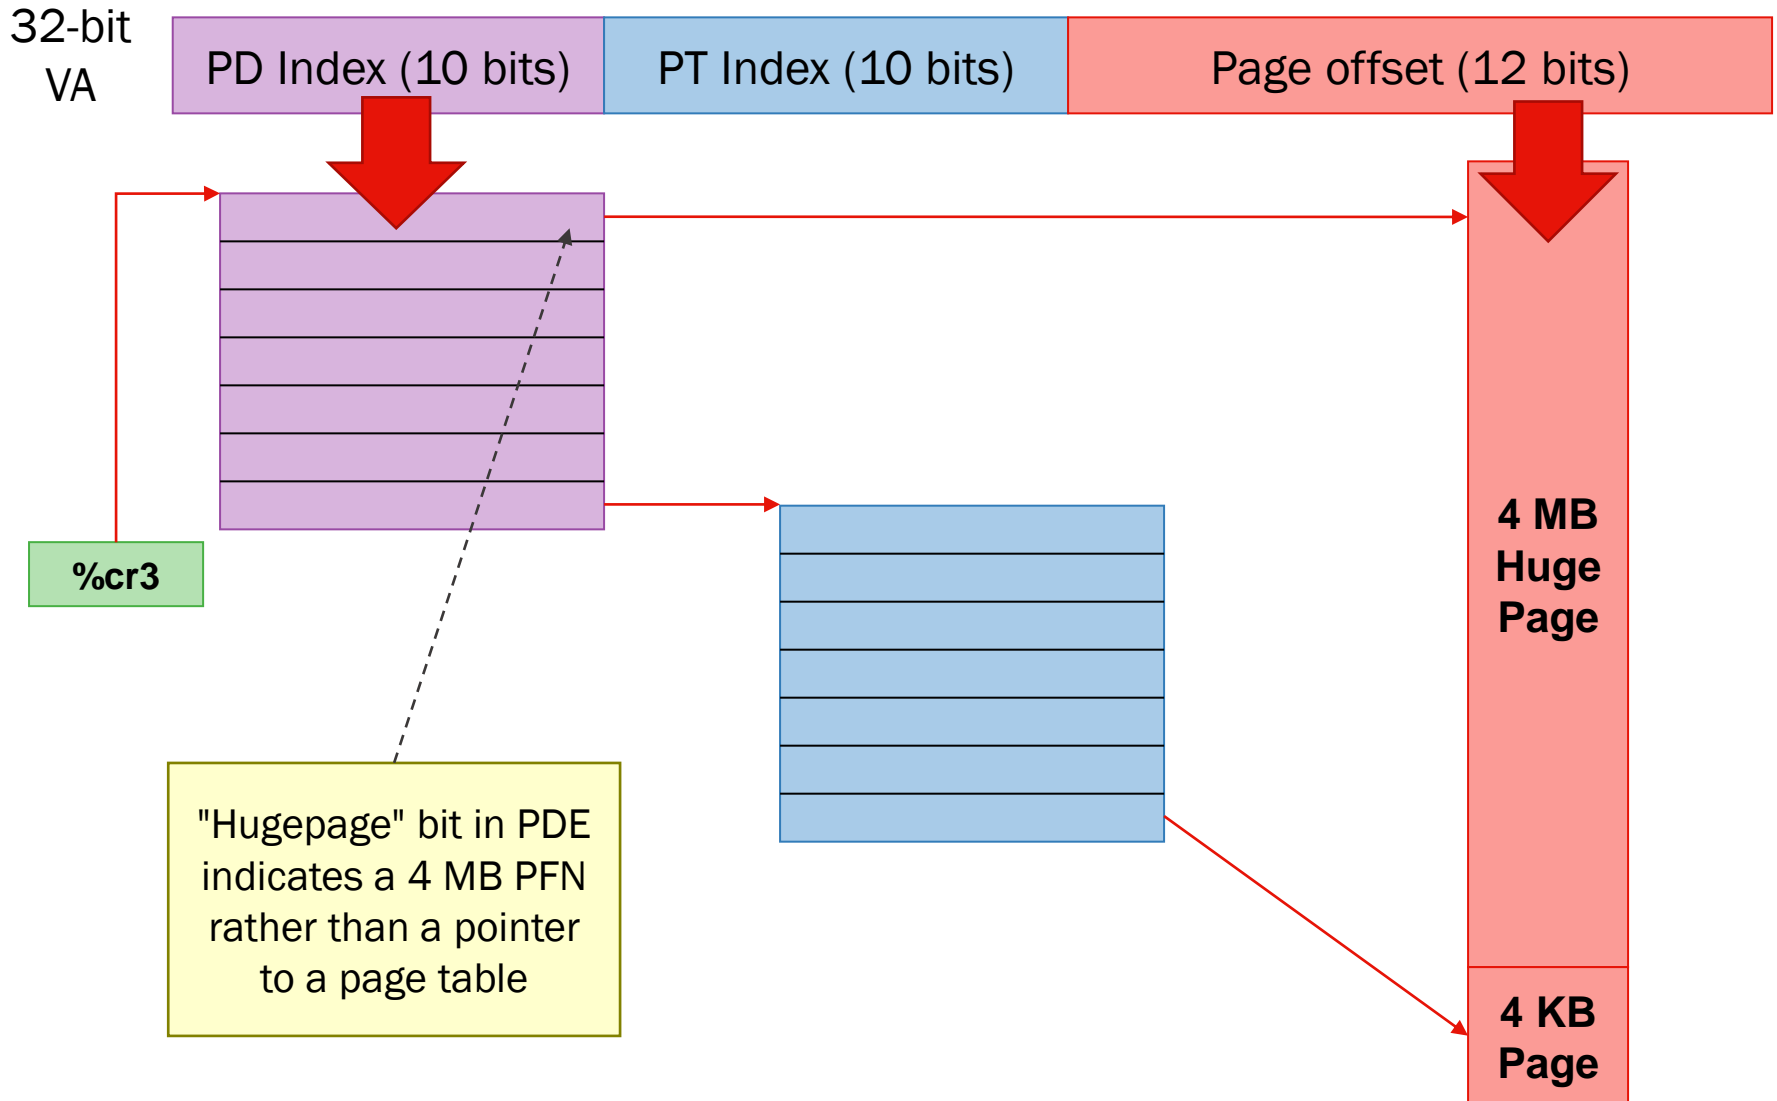 32-bit
VA
PD Index (10 bits)
PT Index (10 bits)
Page offset (12 bits)
%cr3
4 MB
Huge
Page
"Hugepage" bit in PDE
indicates a 4 MB PFN
rather than a pointer
to a page table
4 KB
Page